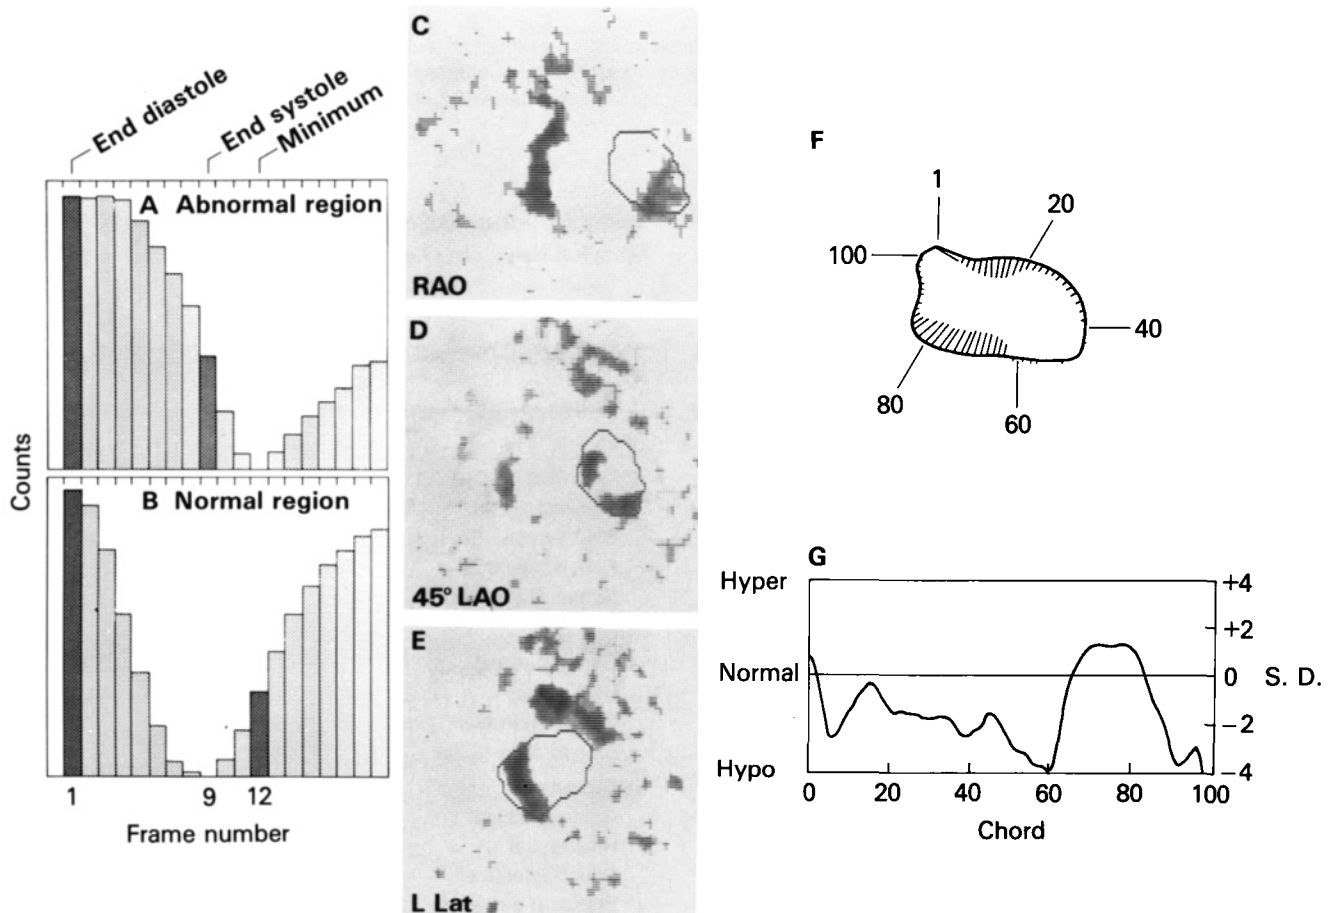 End diastole
End systole
Minimum
A Abnormal region
B Normal region
Counts
1 9 12
Frame number
C
RAO
D
45° LAO
E
L Lat
F
1
20
100
40
80
60
G
Hyper
Normal
Hypo
+4
+2
0
-2
-4
S. D.
0 20 40 60 80 100
Chord